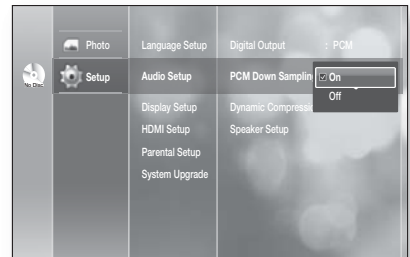 Photo
Language Setup
Digital Output : PCM
No Disc
Setup
Audio Setup
PCM Down Samplin
On
Off
Display Setup
Dynamic Compressi
HDMI Setup
Speaker Setup
Parental Setup
System Upgrade